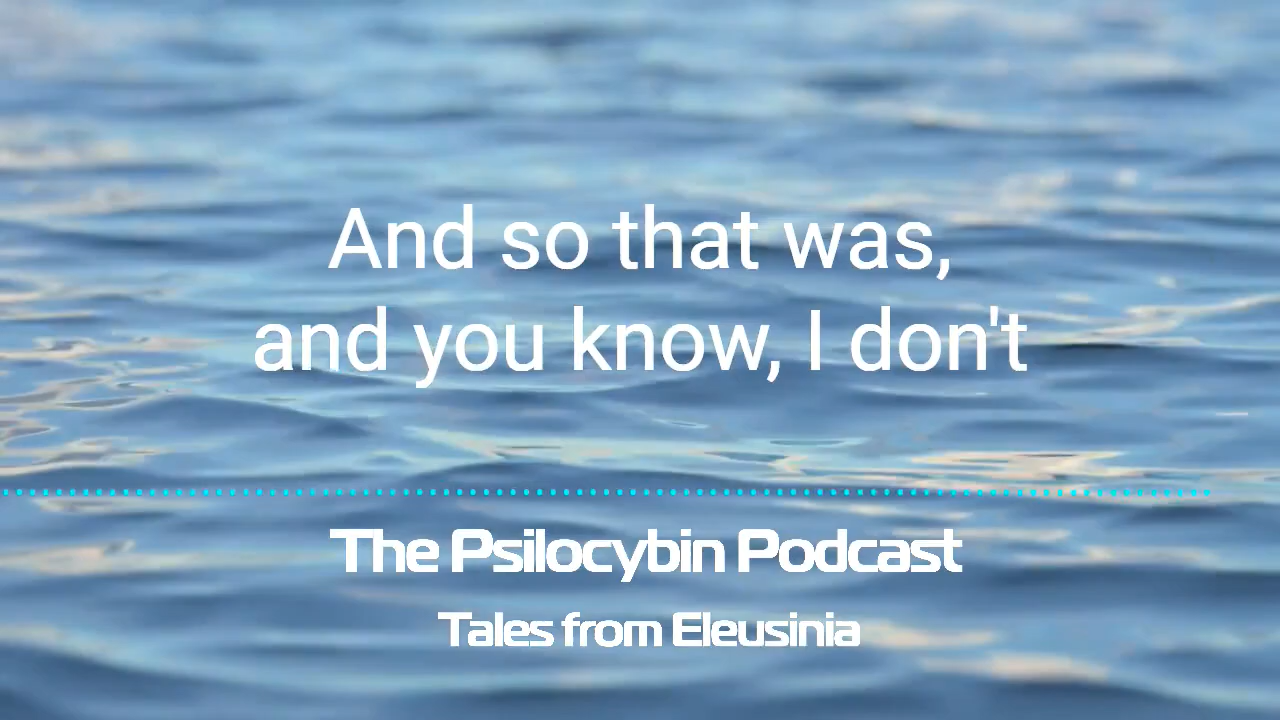 And so that was,
and you know, I don't
The Psilocybin Podcast
Tales from Eleusinia